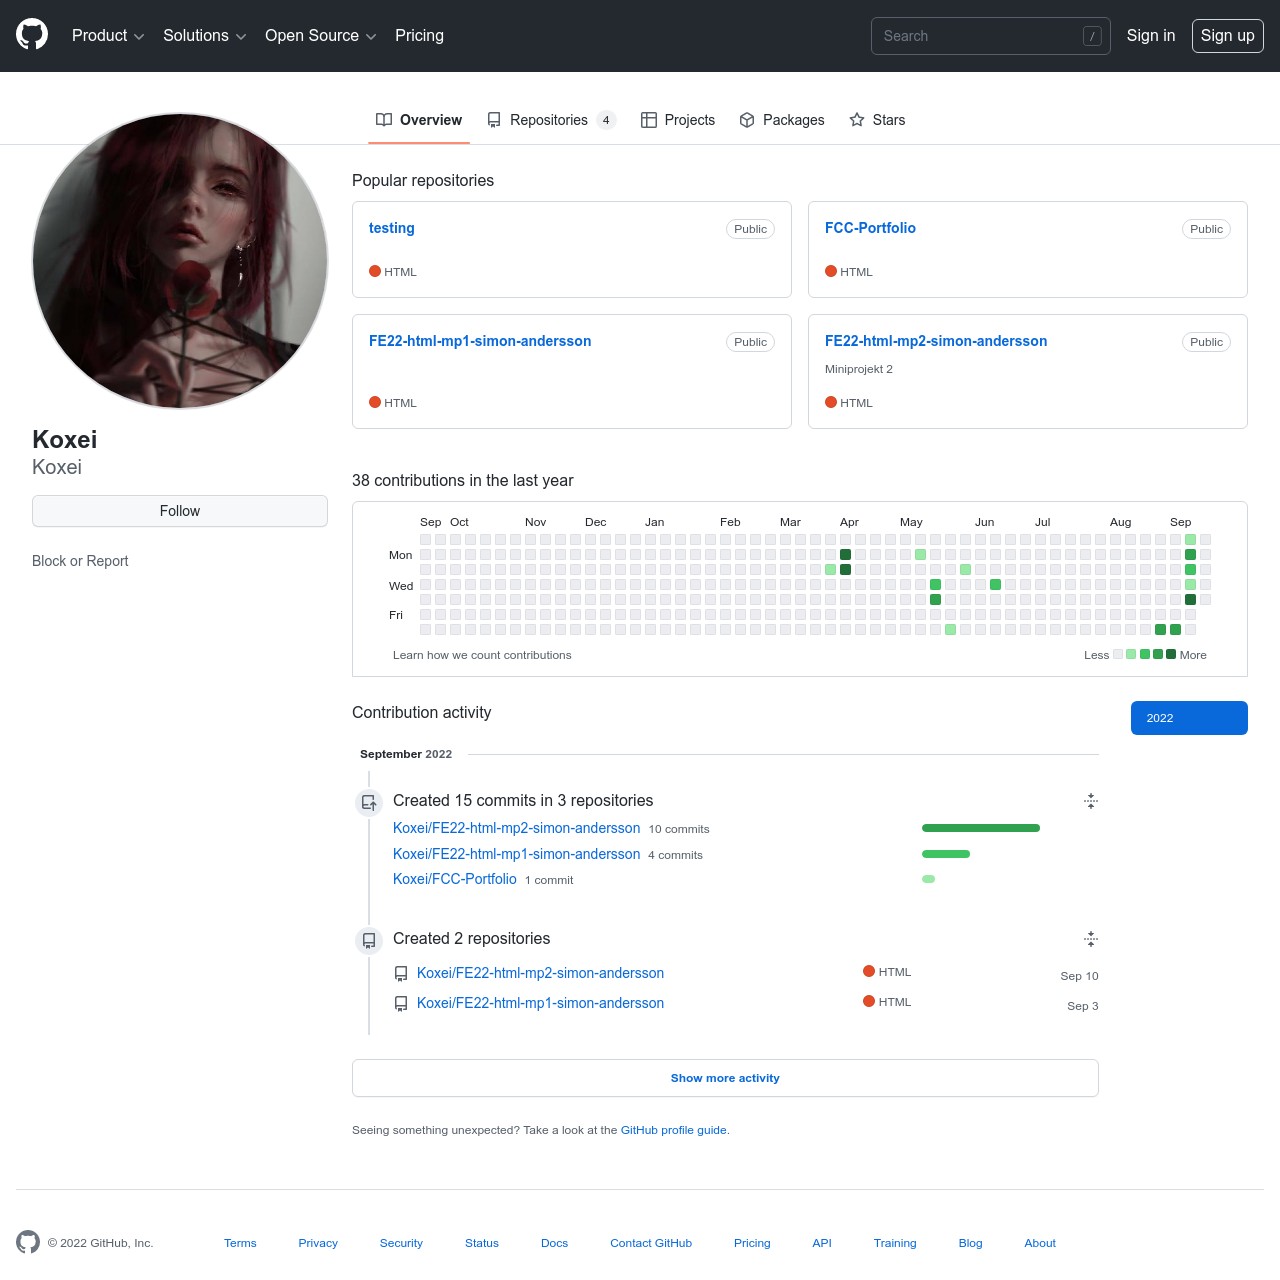 Product Solutions Open Source Pricing Search / Sign in Sign up
Overview Repositories 4 Projects Packages Stars
Koxei
Koxei
Follow
Block or Report
Popular repositories
testing Public
HTML
FCC-Portfolio Public
HTML
FE22-html-mp1-simon-andersson Public
HTML
FE22-html-mp2-simon-andersson Public
Miniprojekt 2
HTML
38 contributions in the last year
Sep Oct Nov Dec Jan Feb Mar Apr May Jun Jul Aug Sep
Mon
Wed
Fri
Learn how we count contributions Less More
Contribution activity
2022
September 2022
Created 15 commits in 3 repositories
Koxei/FE22-html-mp2-simon-andersson 10 commits
Koxei/FE22-html-mp1-simon-andersson 4 commits
Koxei/FCC-Portfolio 1 commit
Created 2 repositories
Koxei/FE22-html-mp2-simon-andersson HTML Sep 10
Koxei/FE22-html-mp1-simon-andersson HTML Sep 3
Show more activity
Seeing something unexpected? Take a look at the GitHub profile guide.
© 2022 GitHub, Inc. Terms Privacy Security Status Docs Contact GitHub Pricing API Training Blog About